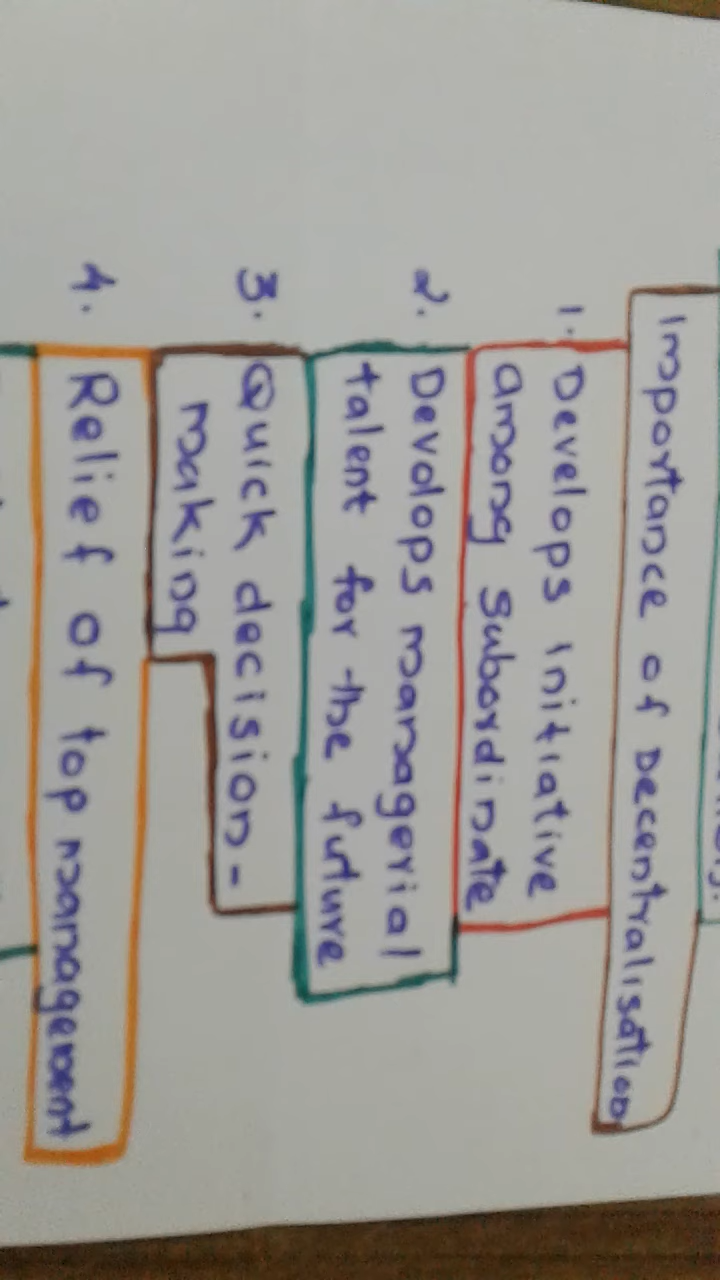 Importance of Decentralisation
1. Develops initiative
among subordinate
2. Devolops managerial
talent for the future
3. Quick decision-
making
4. Relief of top management